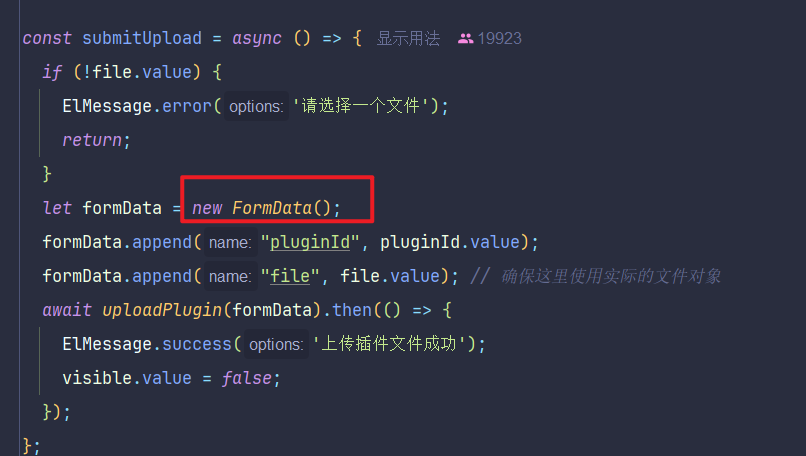 const submitUpload = async () => { 显示用法 19923
if (!file.value) {
ElMessage.error( options: '请选择一个文件');
return;
}
let formData = new FormData();
formData.append( name: "pluginId", pluginId.value);
formData.append( name: "file", file.value); // 确保这里使用实际的文件对象
await uploadPlugin(formData).then(() => {
ElMessage.success( options: '上传插件文件成功');
visible.value = false;
});
};